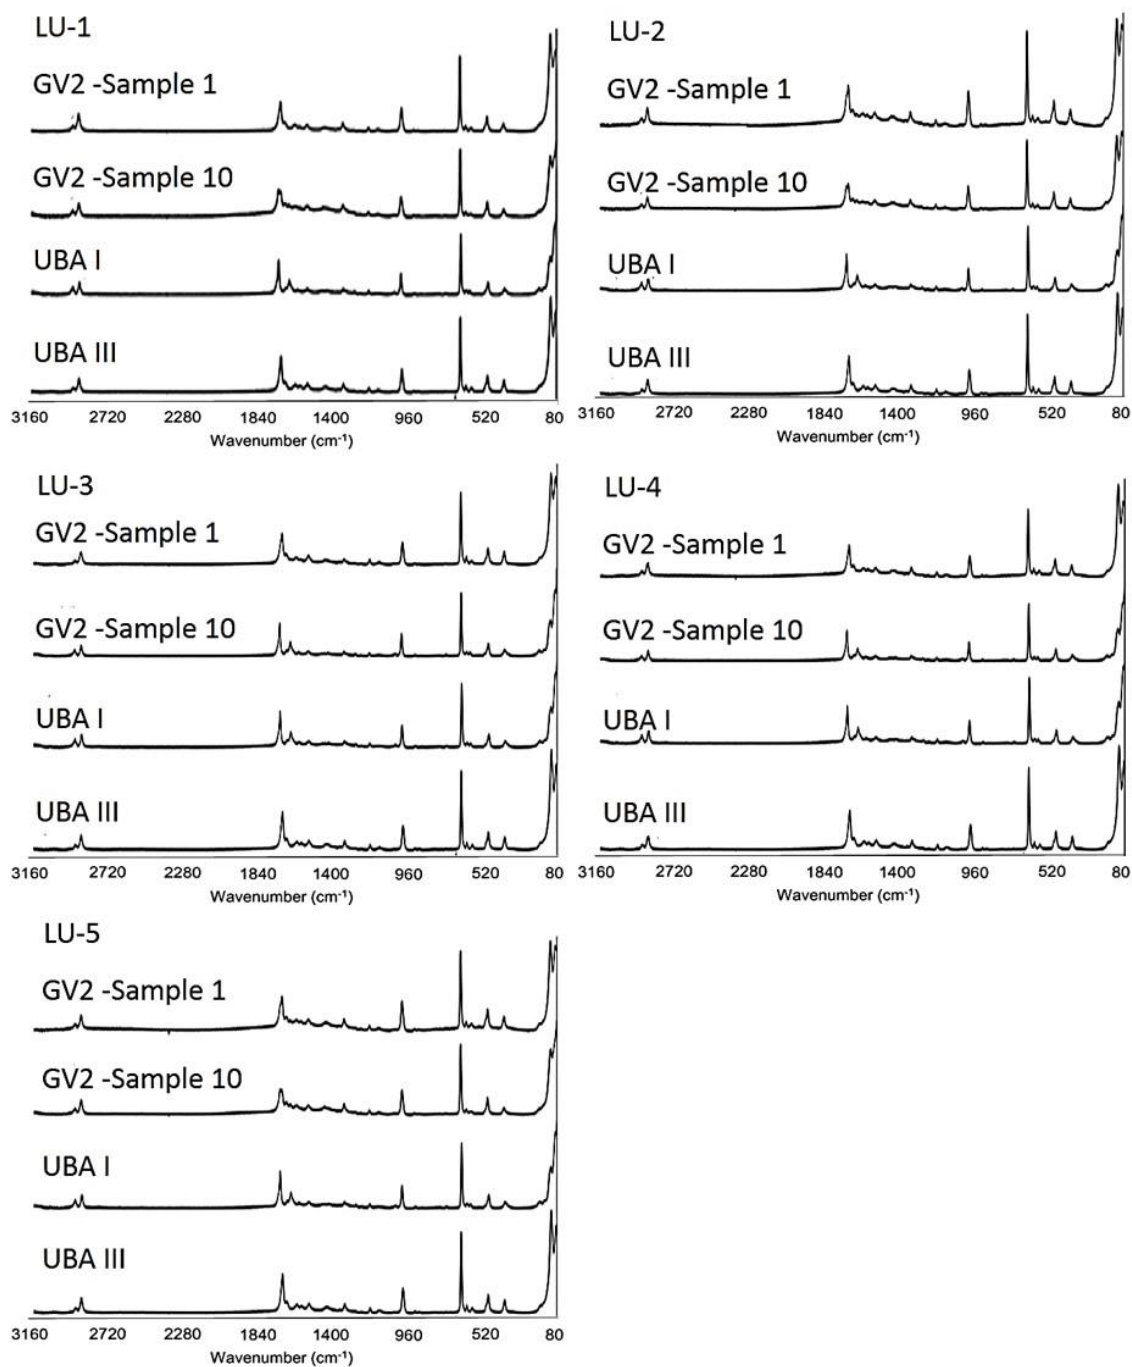 LU-1
GV2 -Sample 1
GV2 -Sample 10
UBA I
UBA III
3160 2720 2280 1840 1400 960 520 80
Wavenumber (cm-1)
LU-2
GV2 -Sample 1
GV2 -Sample 10
UBA I
UBA III
3160 2720 2280 1840 1400 960 520 80
Wavenumber (cm-1)
LU-3
GV2 -Sample 1
GV2 -Sample 10
UBA I
UBA III
3160 2720 2280 1840 1400 960 520 80
Wavenumber (cm-1)
LU-4
GV2 -Sample 1
GV2 -Sample 10
UBA I
UBA III
3160 2720 2280 1840 1400 960 520 80
Wavenumber (cm-1)
LU-5
GV2 -Sample 1
GV2 -Sample 10
UBA I
UBA III
3160 2720 2280 1840 1400 960 520 80
Wavenumber (cm-1)